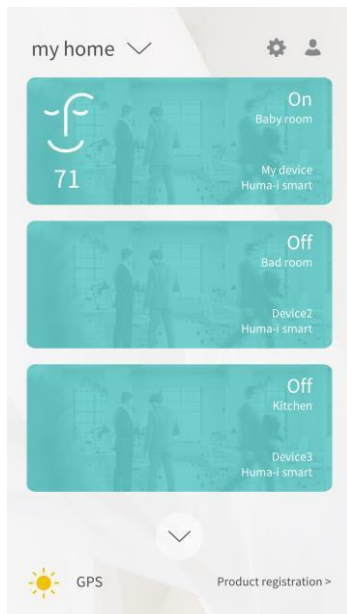 my home
On
Baby room
71
My device
Huma-i smart
Off
Bad room
Device2
Huma-i smart
Off
Kitchen
Device3
Huma-i smart
GPS
Product registration >